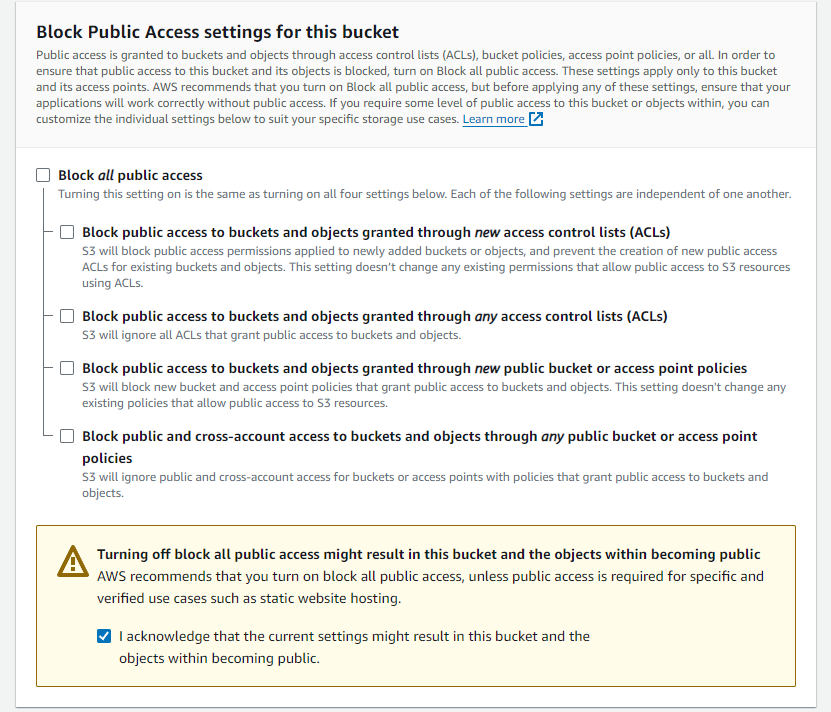 Block Public Access settings for this bucket
Public access is granted to buckets and objects through access control lists (ACLs), bucket policies, access point policies, or all. In order to
ensure that public access to this bucket and its objects is blocked, turn on Block all public access. These settings apply only to this bucket
and its access points. AWS recommends that you turn on Block all public access, but before applying any of these settings, ensure that your
applications will work correctly without public access. If you require some level of public access to this bucket or objects within, you can
customize the individual settings below to suit your specific storage use cases. Learn more
Block all public access
Turning this setting on is the same as turning on all four settings below. Each of the following settings are independent of one another.
Block public access to buckets and objects granted through new access control lists (ACLs)
S3 will block public access permissions applied to newly added buckets or objects, and prevent the creation of new public access
ACLs for existing buckets and objects. This setting doesn't change any existing permissions that allow public access to S3 resources
using ACLs.
Block public access to buckets and objects granted through any access control lists (ACLs)
S3 will ignore all ACLs that grant public access to buckets and objects.
Block public access to buckets and objects granted through new public bucket or access point policies
S3 will block new bucket and access point policies that grant public access to buckets and objects. This setting doesn't change any
existing policies that allow public access to S3 resources.
Block public and cross-account access to buckets and objects through any public bucket or access point
policies
S3 will ignore public and cross-account access for buckets or access points with policies that grant public access to buckets and
objects.
Turning off block all public access might result in this bucket and the objects within becoming public
AWS recommends that you turn on block all public access, unless public access is required for specific and
verified use cases such as static website hosting.
I acknowledge that the current settings might result in this bucket and the
objects within becoming public.